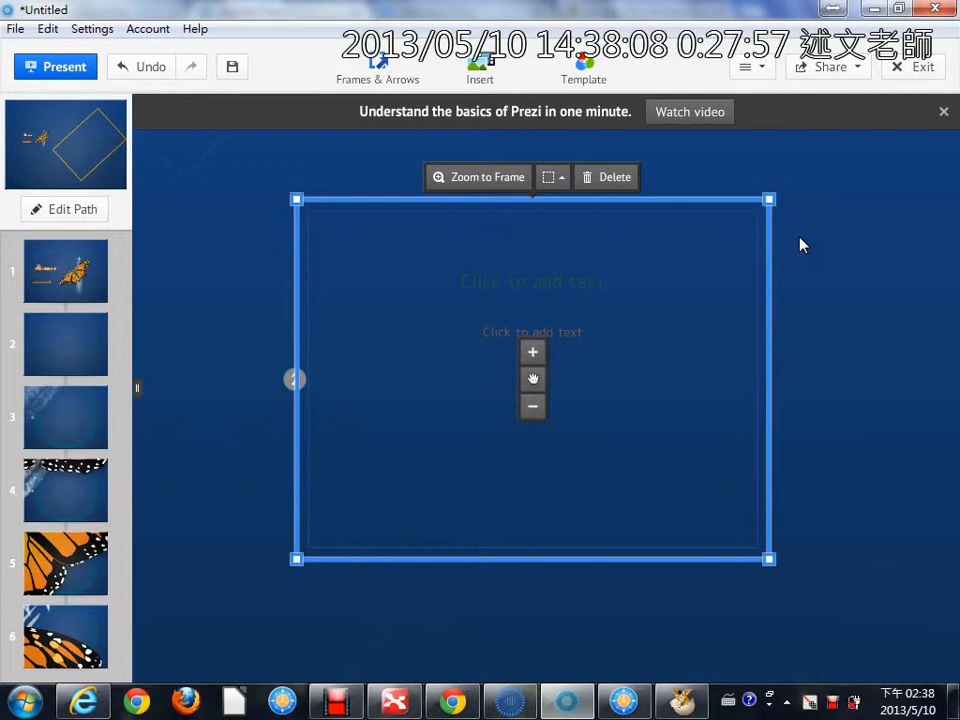 *Untitled
File Edit Settings Account Help
2013/05/10 14:38:08 0:27:57 述文老師
Present Undo Frames & Arrows Insert Template Share Exit
Understand the basics of Prezi in one minute. Watch video
Zoom to Frame Delete
Edit Path
Click to add text
Click to add text
1
2
2
3
4
5
6
下午 02:38
2013/5/10